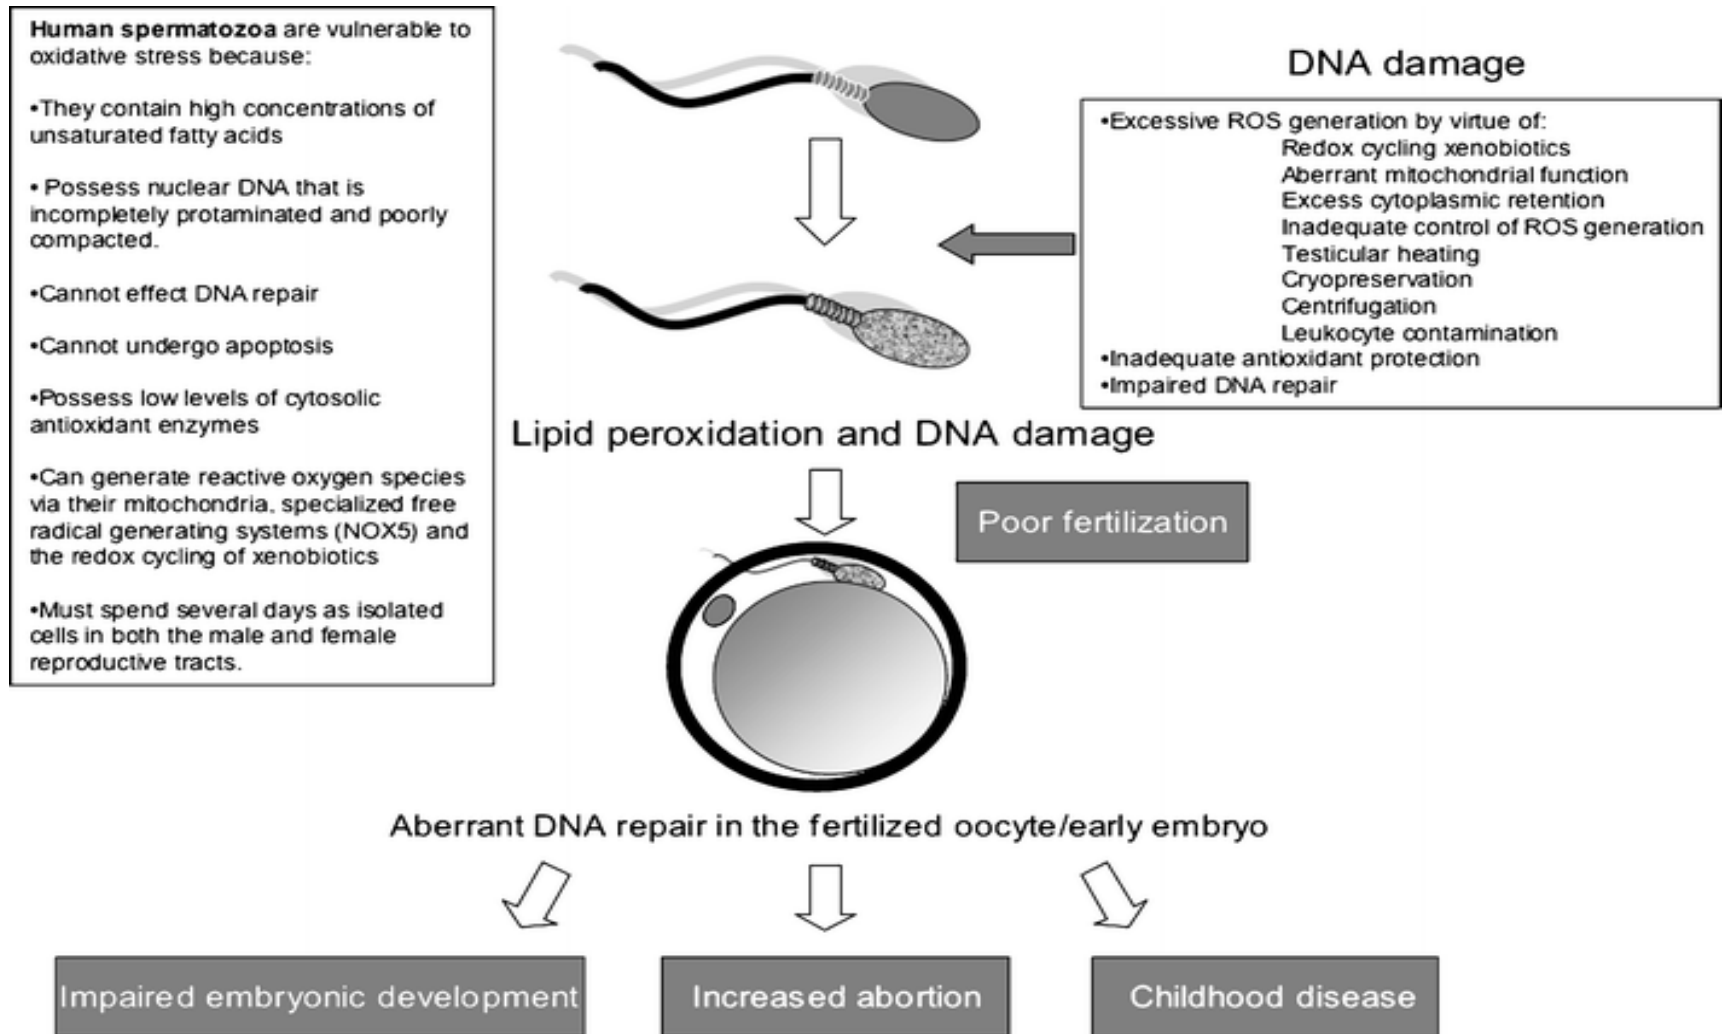 Human spermatozoa are vulnerable to
oxidative stress because:
•They contain high concentrations of
unsaturated fatty acids
• Possess nuclear DNA that is
incompletely protaminated and poorly
compacted.
•Cannot effect DNA repair
•Cannot undergo apoptosis
•Possess low levels of cytosolic
antioxidant enzymes
•Can generate reactive oxygen species
via their mitochondria, specialized free
radical generating systems (NOX5) and
the redox cycling of xenobiotics
•Must spend several days as isolated
cells in both the male and female
reproductive tracts.
DNA damage
•Excessive ROS generation by virtue of:
Redox cycling xenobiotics
Aberrant mitochondrial function
Excess cytoplasmic retention
Inadequate control of ROS generation
Testicular heating
Cryopreservation
Centrifugation
Leukocyte contamination
•Inadequate antioxidant protection
•Impaired DNA repair
Lipid peroxidation and DNA damage
Poor fertilization
Aberrant DNA repair in the fertilized oocyte/early embryo
Impaired embryonic development
Increased abortion
Childhood disease